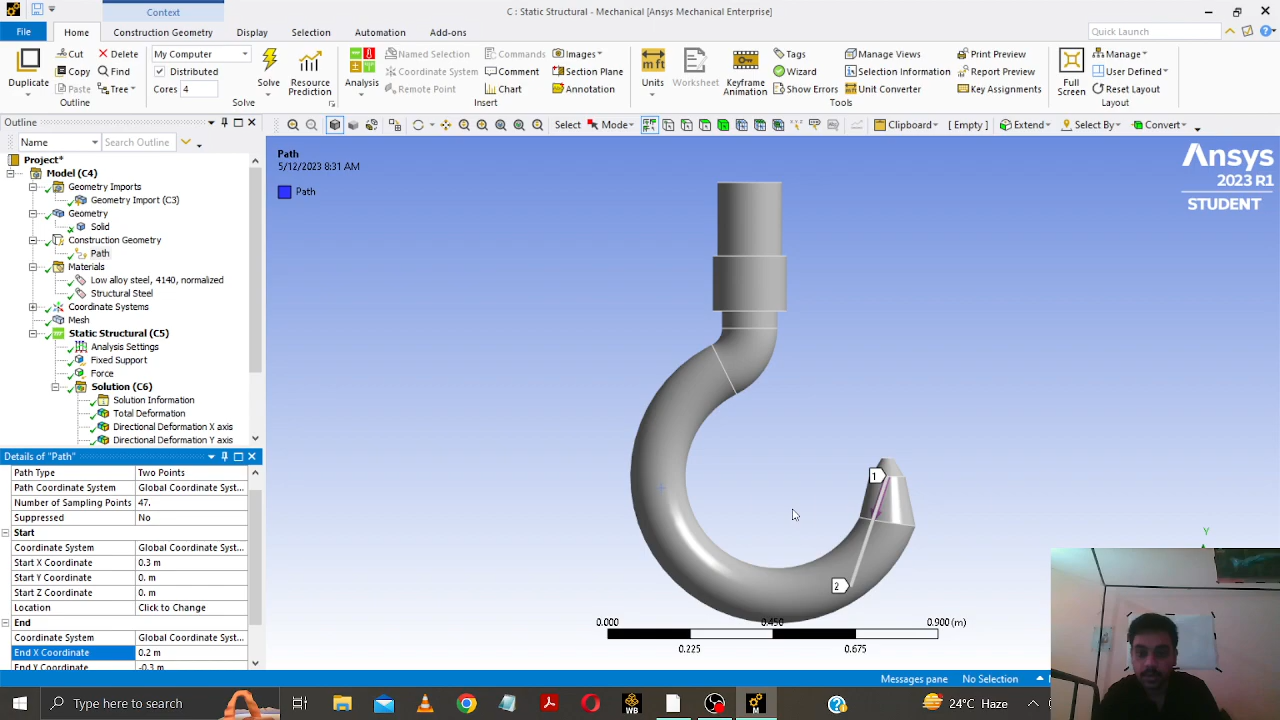 Context
C : Static Structural - Mechanical [Ansys Mechanical Enterprise]
File
Home
Construction Geometry
Display
Selection
Automation
Add-ons
Quick Launch
Duplicate
Cut
Copy
Paste
Delete
Find
Tree
Outline
My Computer
Distributed
Cores 4
Solve
Resource Prediction
Solve
Analysis
Named Selection
Coordinate System
Remote Point
Commands
Comment
Chart
Images
Section Plane
Annotation
Insert
Units
Worksheet
Keyframe Animation
Tags
Wizard
Show Errors
Manage Views
Selection Information
Unit Converter
Print Preview
Report Preview
Key Assignments
Tools
Full Screen
Manage
User Defined
Reset Layout
Layout
Outline
Select
Mode
Clipboard
[ Empty ]
Extend
Select By
Convert
Name
Search Outline
Project*
Model (C4)
Geometry Imports
Geometry Import (C3)
Geometry
Solid
Construction Geometry
Path
Materials
Low alloy steel, 4140, normalized
Structural Steel
Coordinate Systems
Mesh
Static Structural (C5)
Analysis Settings
Fixed Support
Force
Solution (C6)
Solution Information
Total Deformation
Directional Deformation X axis
Directional Deformation Y axis
Details of "Path"
Path Type Two Points
Path Coordinate System Global Coordinate Syst...
Number of Sampling Points 47.
Suppressed No
Start
Coordinate System Global Coordinate Syst...
Start X Coordinate 0.3 m
Start Y Coordinate 0. m
Start Z Coordinate 0. m
Location Click to Change
End
Coordinate System Global Coordinate Syst...
End X Coordinate 0.2 m
End Y Coordinate -0.3 m
Path
5/12/2023 8:31 AM
Path
Ansys
2023 R1
STUDENT
1
2
Y
0.000 0.450 0.900 (m)
0.225 0.675
Messages pane
No Selection
Type here to search
WB
M
24°C Haze